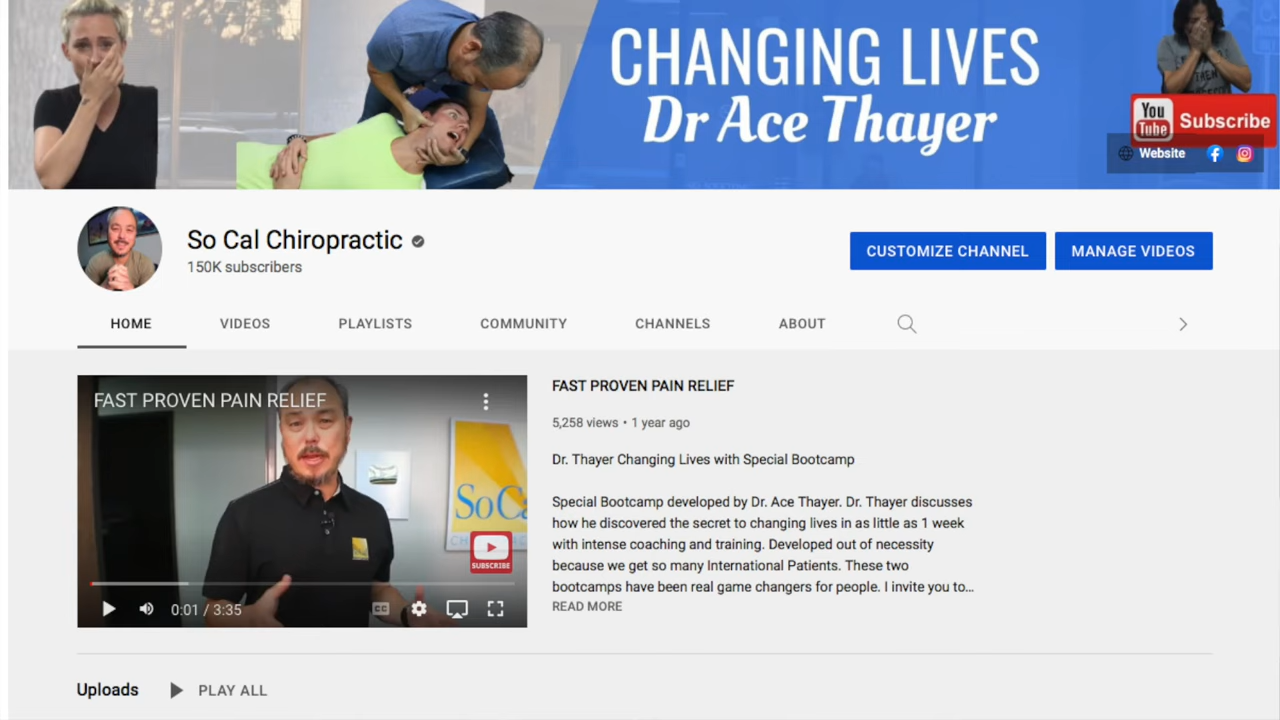 CHANGING LIVES
Dr Ace Thayer
You
Tube
Subscribe
Website
So Cal Chiropractic
150K subscribers
CUSTOMIZE CHANNEL
MANAGE VIDEOS
HOME
VIDEOS
PLAYLISTS
COMMUNITY
CHANNELS
ABOUT
FAST PROVEN PAIN RELIEF
So Ca
SUBSCRIBE
0:01 / 3:35
CC
FAST PROVEN PAIN RELIEF
5,258 views • 1 year ago
Dr. Thayer Changing Lives with Special Bootcamp
Special Bootcamp developed by Dr. Ace Thayer. Dr. Thayer discusses
how he discovered the secret to changing lives in as little as 1 week
with intense coaching and training. Developed out of necessity
because we get so many International Patients. These two
bootcamps have been real game changers for people. I invite you to…
READ MORE
Uploads
PLAY ALL